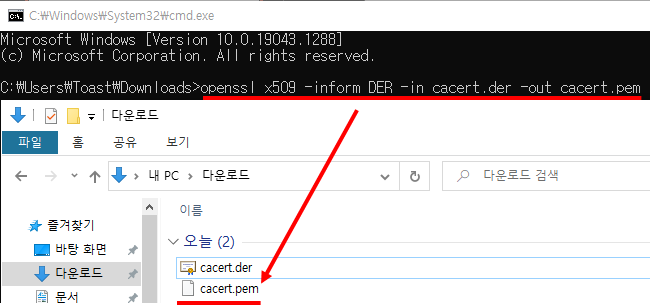 C:₩Windows₩System32₩cmd.exe
Microsoft Windows [Version 10.0.19043.1288]
(c) Microsoft Corporation. All rights reserved.
C:₩Users₩Toast₩Downloads>openssl x509 -inform DER -in cacert.der -out cacert.pem
다운로드
파일 홈 공유 보기
내 PC > 다운로드
다운로드 검색
이름
즐겨찾기
오늘 (2)
바탕 화면
cacert.der
다운로드
cacert.pem
문서